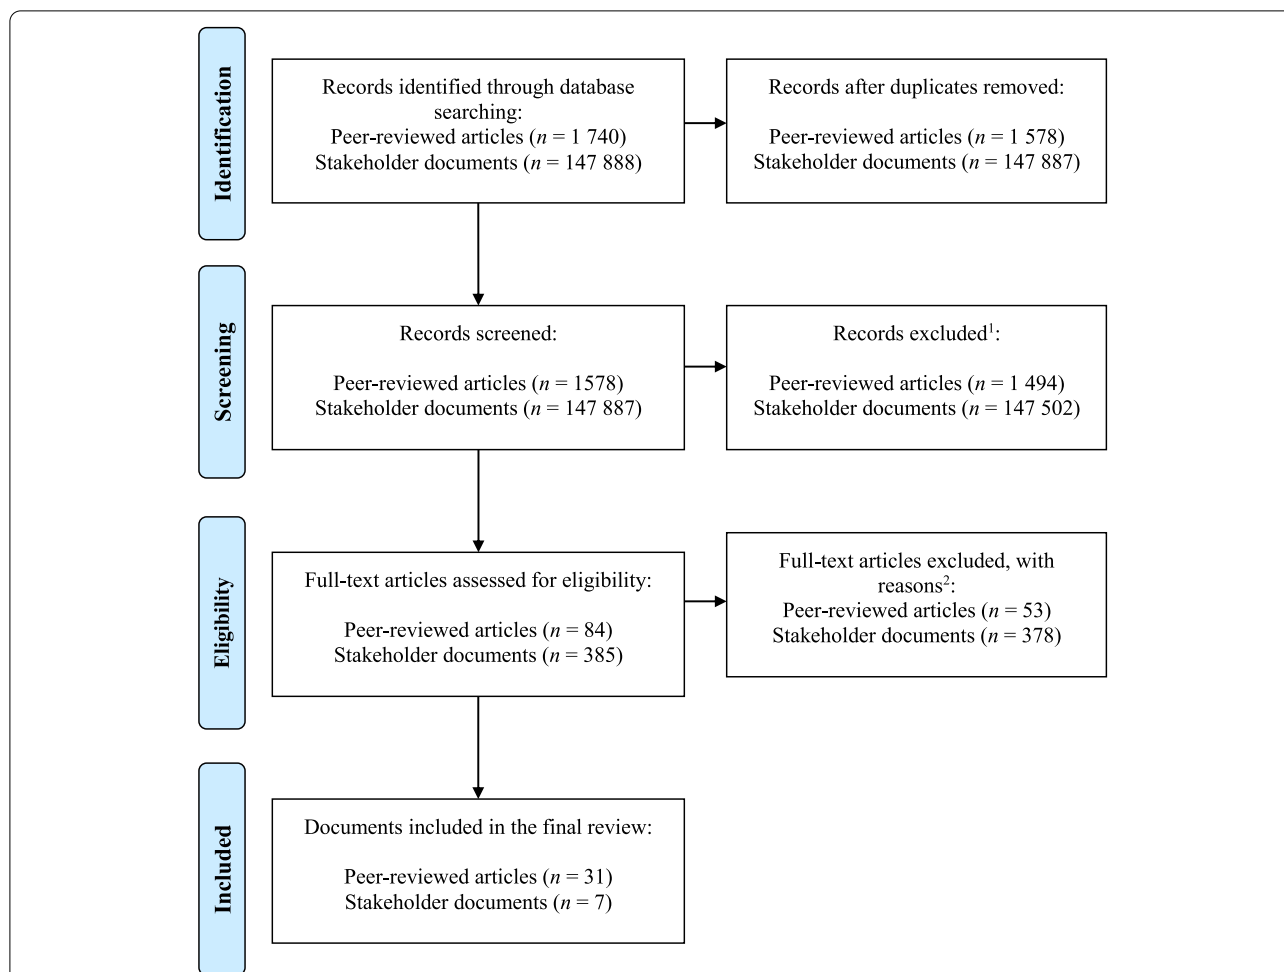 Identification
Records identified through database
searching:
Peer-reviewed articles (n = 1 740)
Stakeholder documents (n = 147 888)
Records after duplicates removed:
Peer-reviewed articles (n = 1 578)
Stakeholder documents (n = 147 887)
Screening
Records screened:
Peer-reviewed articles (n = 1578)
Stakeholder documents (n = 147 887)
Records excluded¹:
Peer-reviewed articles (n = 1 494)
Stakeholder documents (n = 147 502)
Eligibility
Full-text articles assessed for eligibility:
Peer-reviewed articles (n = 84)
Stakeholder documents (n = 385)
Full-text articles excluded, with
reasons²:
Peer-reviewed articles (n = 53)
Stakeholder documents (n = 378)
Included
Documents included in the final review:
Peer-reviewed articles (n = 31)
Stakeholder documents (n = 7)